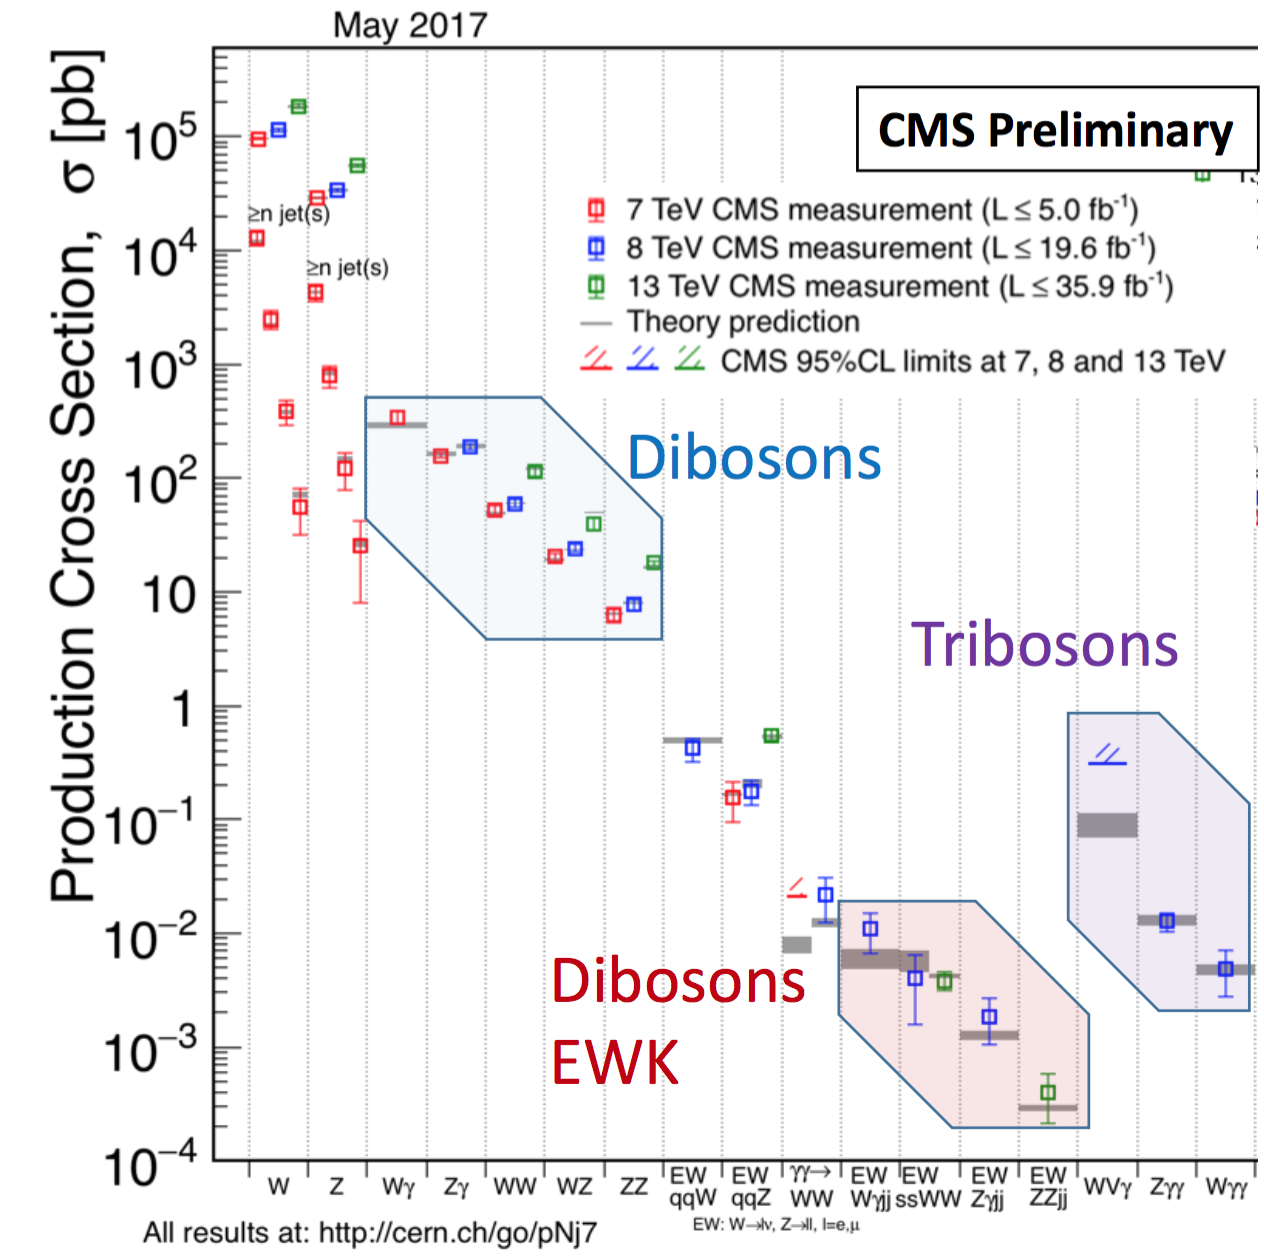 May 2017
Production Cross Section, σ [pb]
CMS Preliminary
7 TeV CMS measurement (L ≤ 5.0 fb⁻¹)
8 TeV CMS measurement (L ≤ 19.6 fb⁻¹)
13 TeV CMS measurement (L ≤ 35.9 fb⁻¹)
Theory prediction
CMS 95%CL limits at 7, 8 and 13 TeV
10⁵
10⁴
10³
10²
10
1
10⁻¹
10⁻²
10⁻³
10⁻⁴
≥n jet(s)
≥n jet(s)
Dibosons
Tribosons
Dibosons
EWK
W
Z
Wγ
Zγ
WW
WZ
ZZ
EW
qqW
EW
qqZ
γγ→
WW
EW
Wγjj
EW
ssWW
EW
Zγjj
EW
ZZjj
WVγ
Zγγ
Wγγ
EW: W→lν, Z→ll, l=e,μ
All results at: http://cern.ch/go/pNj7